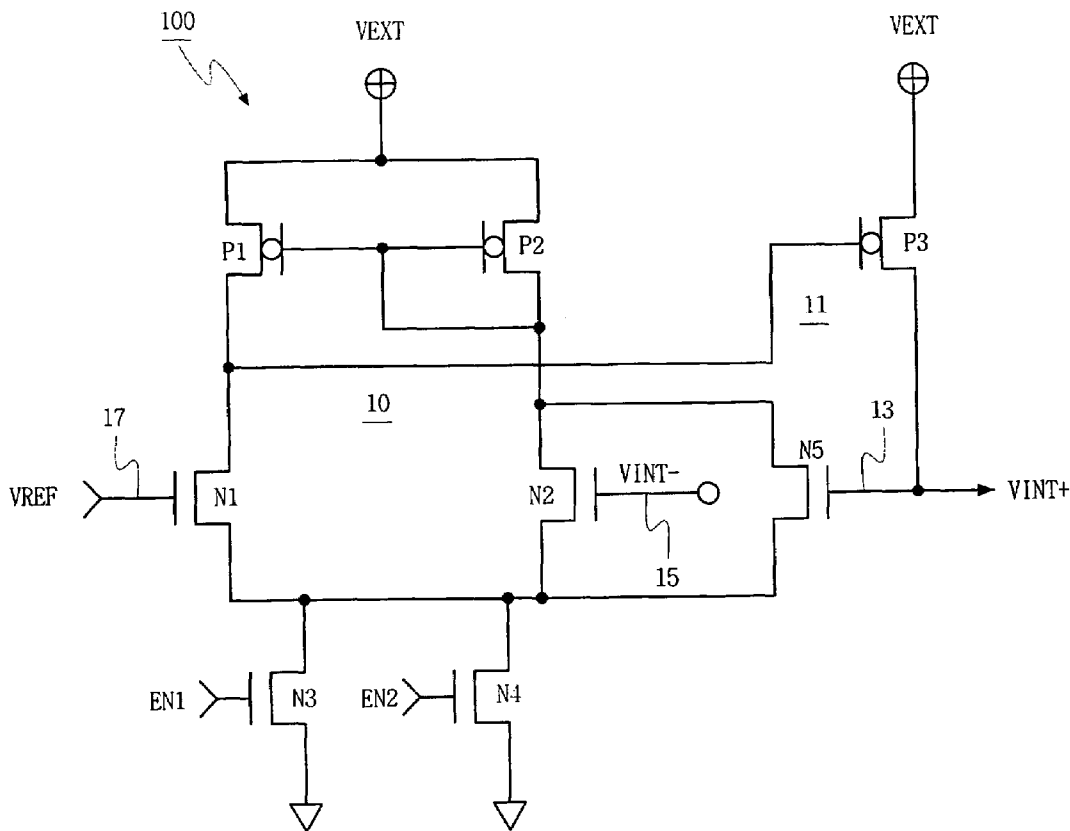 100
VEXT
VEXT
P1
P2
P3
11
10
17
13
N5
VREF
N1
N2
VINT-
VINT+
15
EN1
N3
EN2
N4